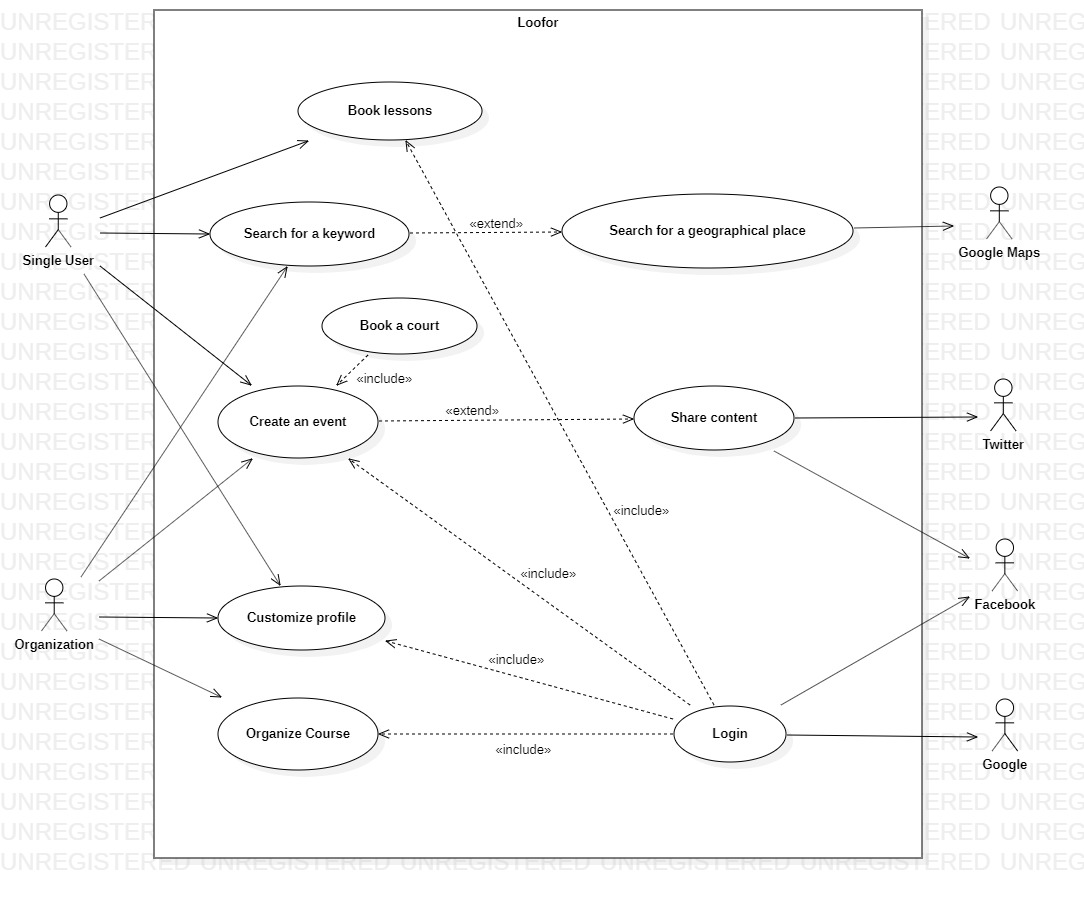 Loofor
Book lessons
Single User
Search for a keyword
«extend»
Search for a geographical place
Google Maps
Book a court
«include»
Create an event
«extend»
Share content
Twitter
«include»
«include»
Organization
Customize profile
Facebook
«include»
Organize Course
«include»
Login
Google
UNREGISTERED UNREGISTERED UNREGISTERED UNREGISTERED UNREG